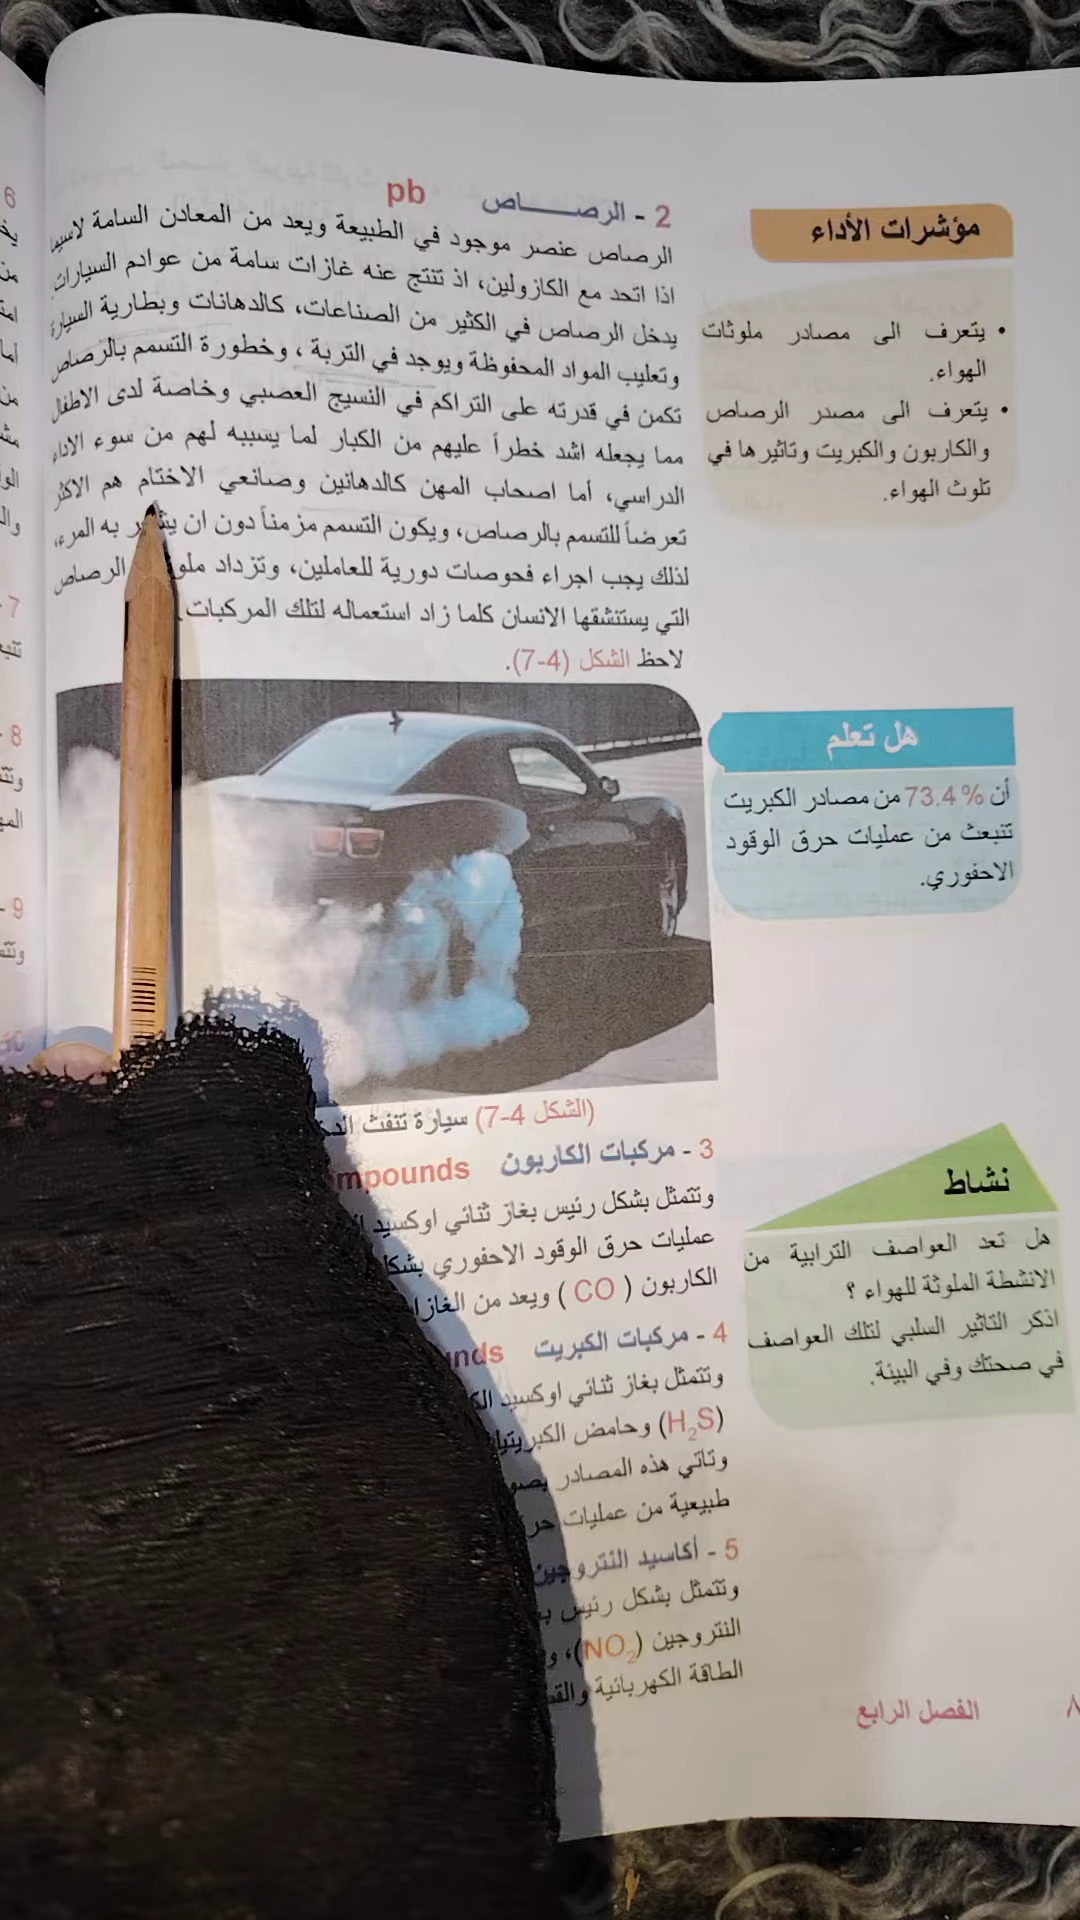 2 - الرصـــــاص pb
الرصاص عنصر موجود في الطبيعة ويعد من المعادن السامة لاسيما
اذا اتحد مع الكازولين، اذ تنتج عنه غازات سامة من عوادم السيارات.
يدخل الرصاص في الكثير من الصناعات، كالدهانات وبطارية السيارة
وتعليب المواد المحفوظة ويوجد في التربة ، وخطورة التسمم بالرصاص
تكمن في قدرته على التراكم في النسيج العصبي وخاصة لدى الاطفال
مما يجعله اشد خطراً عليهم من الكبار لما يسببه لهم من سوء الاداء
الدراسي، أما اصحاب المهن كالدهانين وصانعي الاختام هم الاكثر
تعرضاً للتسمم بالرصاص، ويكون التسمم مزمناً دون ان به المرء،
لذلك يجب اجراء فحوصات دورية للعاملين، وتزداد الرصاص
التي يستنشقها الانسان كلما زاد استعماله لتلك المركبات
لاحظ الشكل (4-7).
(الشكل 4-7) سيارة تنفث
3 - مركبات الكاربون
وتتمثل بشكل رئيس بغاز ثنائي اوكسيد
عمليات حرق الوقود الاحفوري
الكاربون ( CO ) ويعد من
4 - مركبات الكبريت
وتتمثل بغاز ثنائي اوكسيد
(H₂S) وحامض
وتاتي هذه المصادر
طبيعية من عمليات
5 - أكاسيد النتروجين
وتتمثل بشكل رئيس
النتروجين (NO₂)، و
الطاقة الكهربائية
مؤشرات الأداء
• يتعرف الى مصادر ملوثات
الهواء.
• يتعرف الى مصدر الرصاص
والكاربون والكبريت وتاثيرها في
تلوث الهواء.
هل تعلم
أن 73.4% من مصادر الكبريت
تنبعث من عمليات حرق الوقود
الاحفوري.
نشاط
هل تعد العواصف الترابية من
الانشطة الملوثة للهواء ؟
اذكر التاثير السلبي لتلك العواصف
في صحتك وفي البيئة.
الفصل الرابع